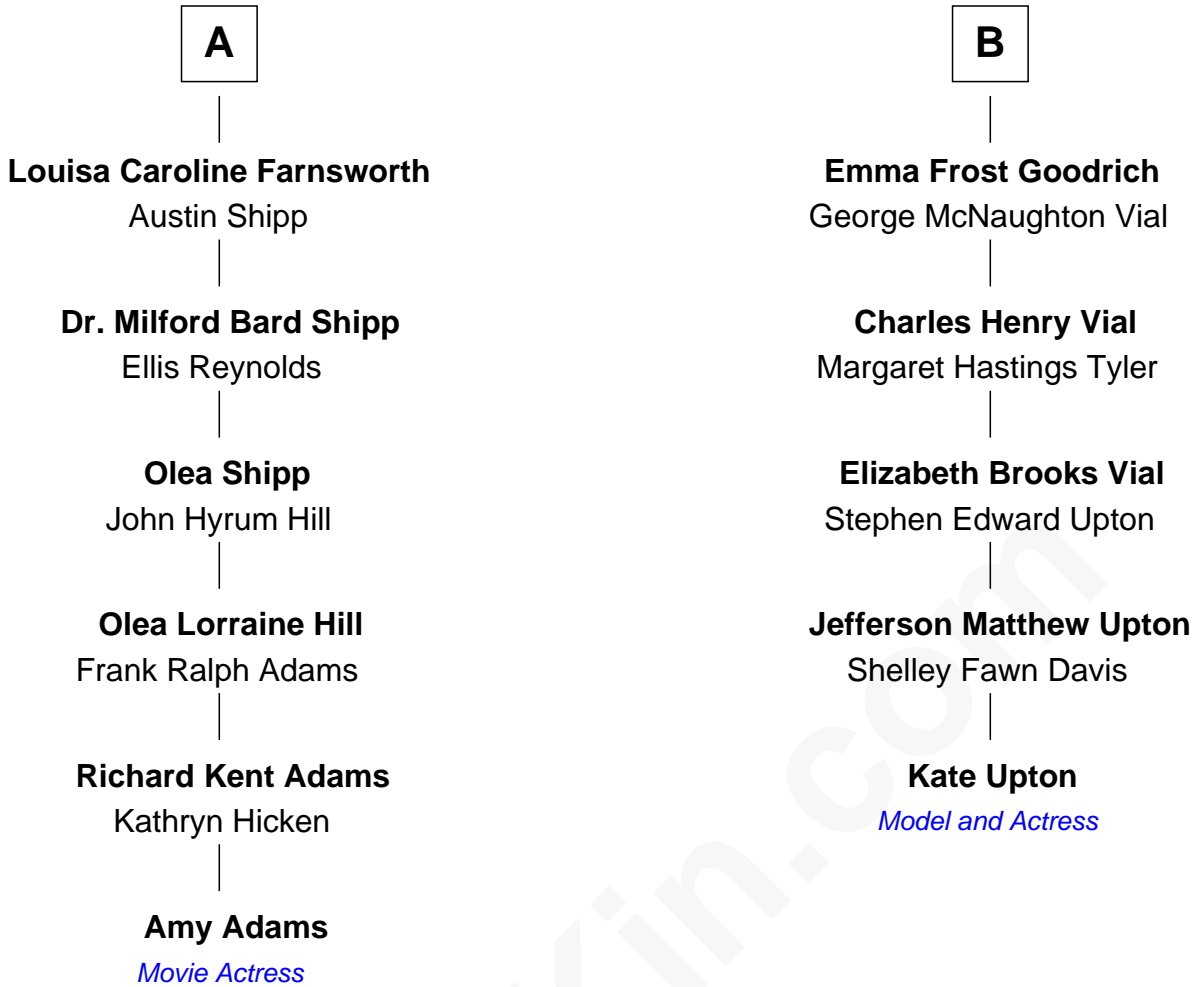 A
Louisa Caroline Farnsworth
Austin Shipp
Dr. Milford Bard Shipp
Ellis Reynolds
Olea Shipp
John Hyrum Hill
Olea Lorraine Hill
Frank Ralph Adams
Richard Kent Adams
Kathryn Hicken
Amy Adams
Movie Actress
B
Emma Frost Goodrich
George McNaughton Vial
Charles Henry Vial
Margaret Hastings Tyler
Elizabeth Brooks Vial
Stephen Edward Upton
Jefferson Matthew Upton
Shelley Fawn Davis
Kate Upton
Model and Actress
Kin.com